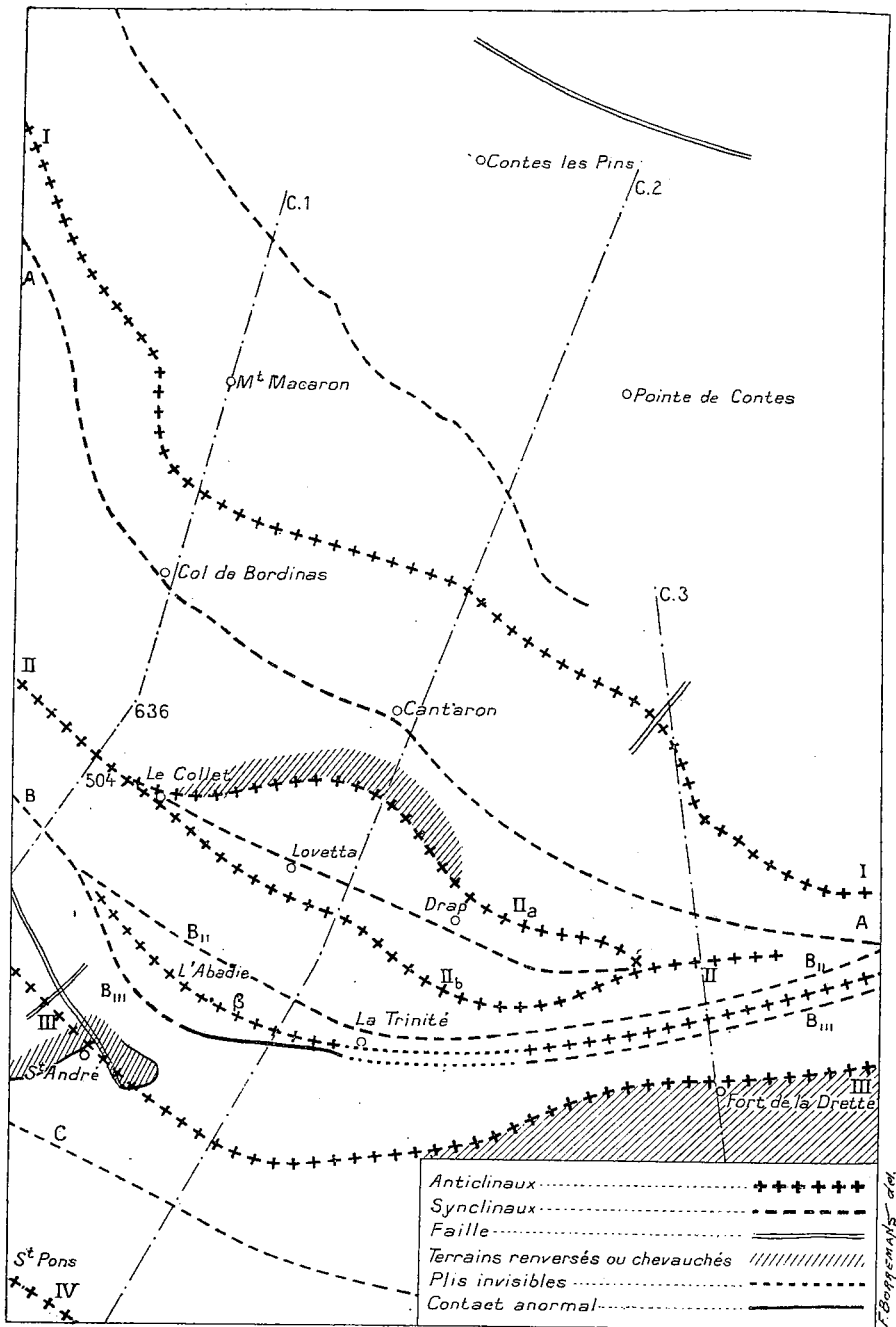 I
Contes les Pins
C.1
C.2
A
Mt Macaron
Pointe de Contes
Col de Bordinas
C.3
II
636
Cantaron
504
Le Collet
B
Lovetta
I
Drap
IIa
A
BII
L'Abadie
IIb
II
BII
BIII
β
La Trinité
BIII
III
St André
III
Fort de la Drette
C
St Pons
IV
Anticlinaux
Synclinaux
Faille
Terrains renversés ou chevauchés
Plis invisibles
Contact anormal
F. BORREMANS del.